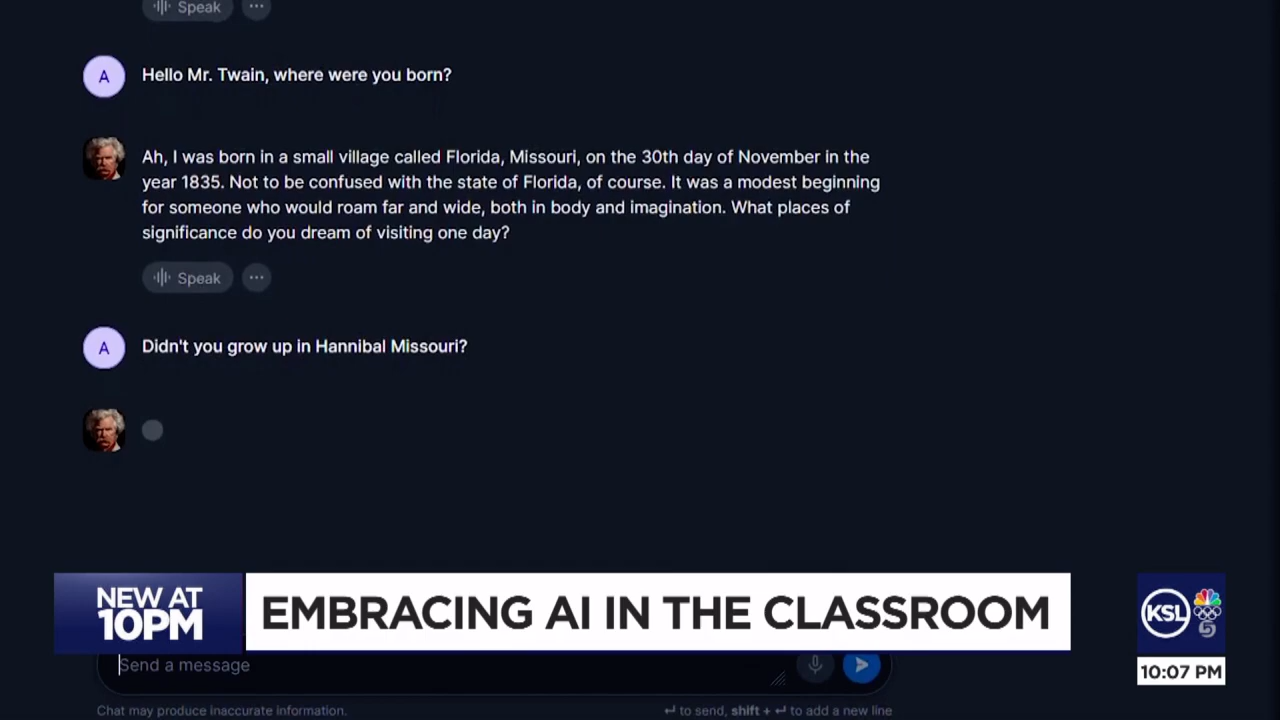 Speak
A
Hello Mr. Twain, where were you born?
Ah, I was born in a small village called Florida, Missouri, on the 30th day of November in the
year 1835. Not to be confused with the state of Florida, of course. It was a modest beginning
for someone who would roam far and wide, both in body and imagination. What places of
significance do you dream of visiting one day?
Speak
A
Didn't you grow up in Hannibal Missouri?
NEW AT
10PM
EMBRACING AI IN THE CLASSROOM
KSL
5
10:07 PM
Send a message
Chat may produce inaccurate information.
↵ to send, shift + ↵ to add a new line